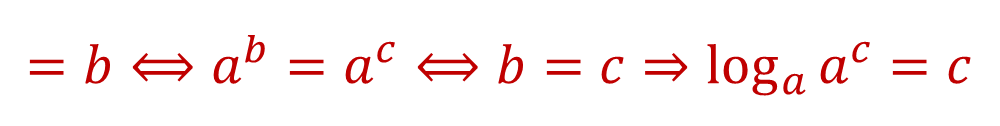 = b ⟺ a^b = a^c ⟺ b = c ⇒ log_a a^c = c